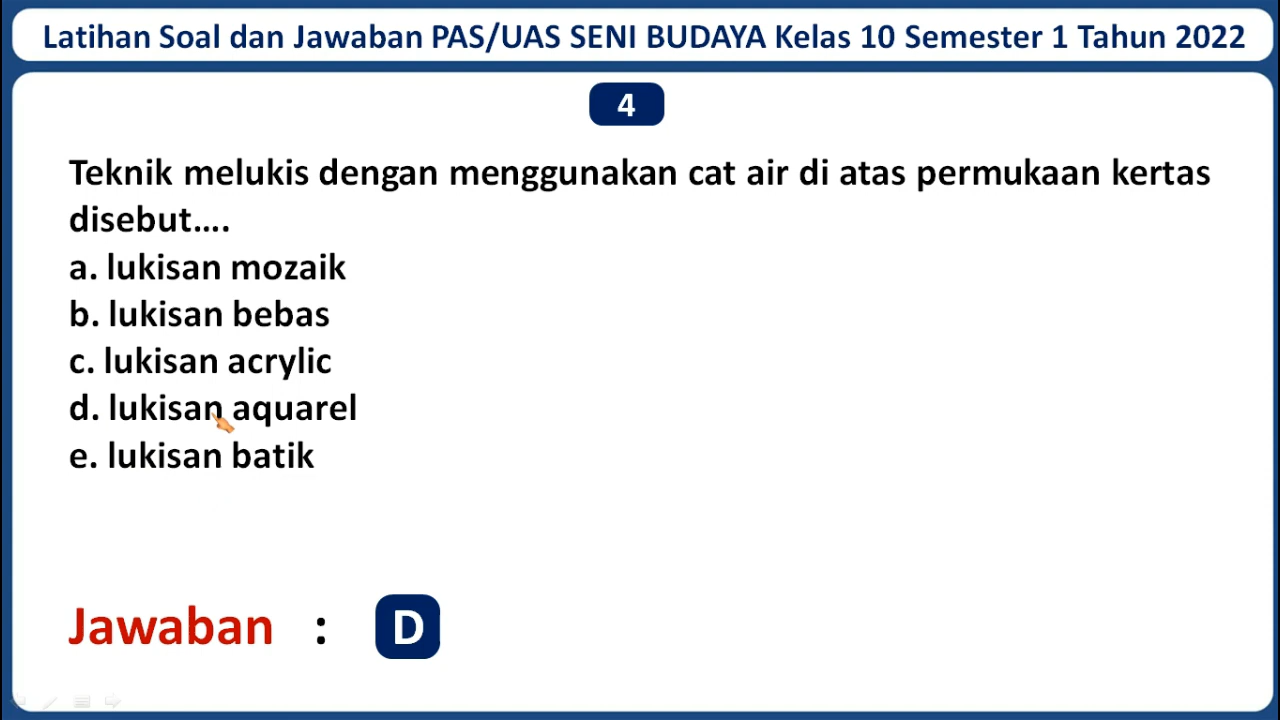 Latihan Soal dan Jawaban PAS/UAS SENI BUDAYA Kelas 10 Semester 1 Tahun 2022
4
Teknik melukis dengan menggunakan cat air di atas permukaan kertas
disebut....
a. lukisan mozaik
b. lukisan bebas
c. lukisan acrylic
d. lukisan aquarel
e. lukisan batik
Jawaban : D